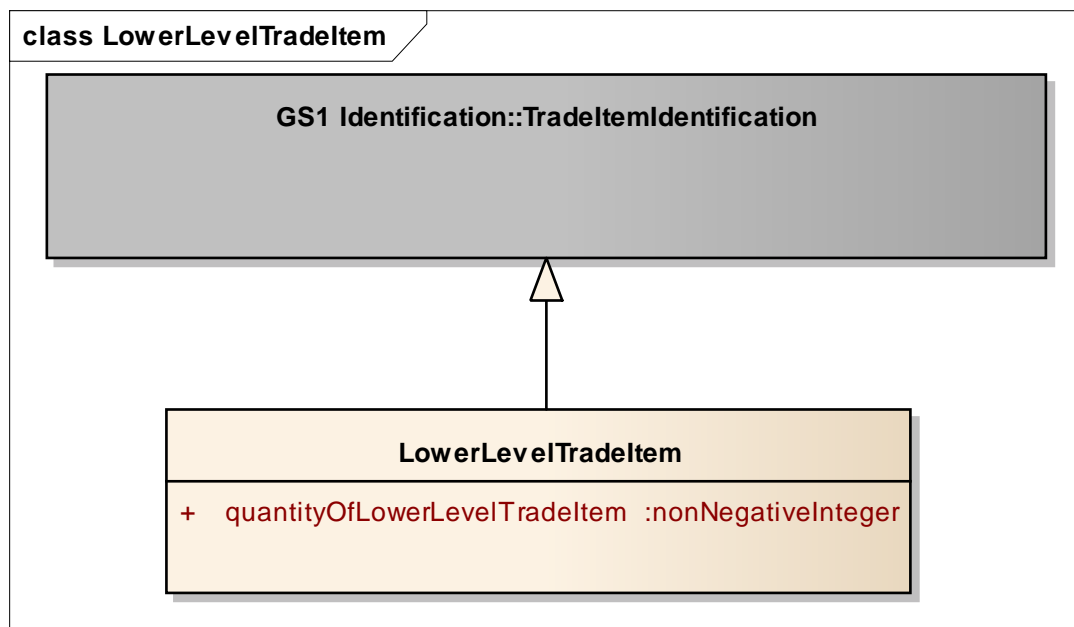 class LowerLevelTradeItem
GS1 Identification::TradeItemIdentification
LowerLevelTradeItem
+ quantityOfLowerLevelTradeItem :nonNegativeInteger